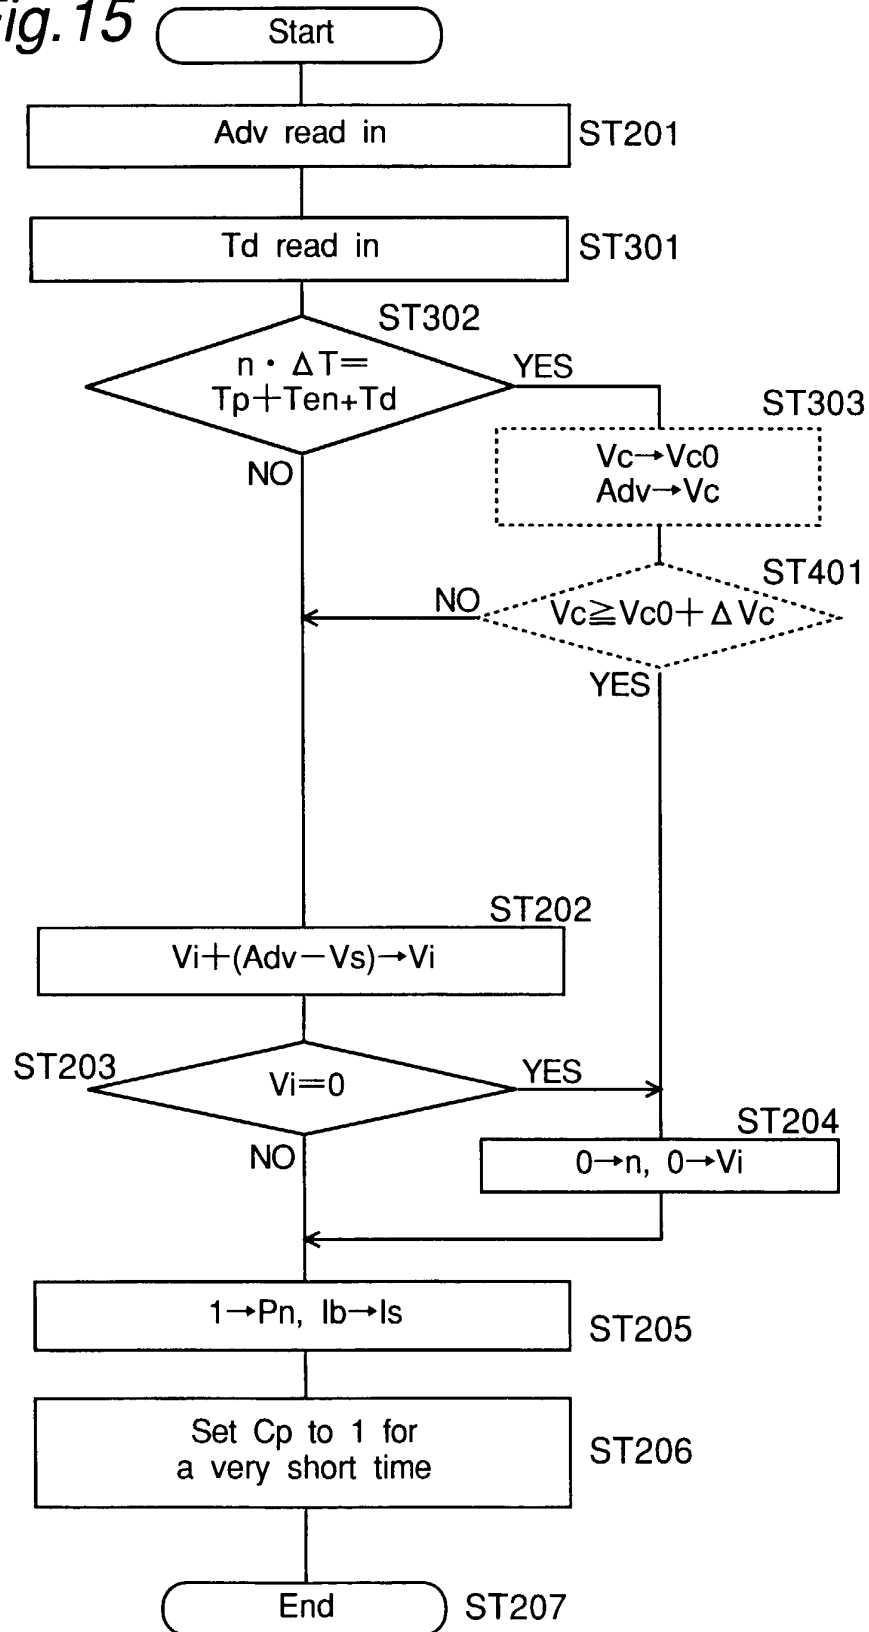 Fig. 15
Start
Adv read in
ST201
Td read in
ST301
ST302
n・ΔT=
Tp+Ten+Td
YES
NO
ST303
Vc→Vc0
Adv→Vc
ST401
Vc≧Vc0+ΔVc
NO
YES
ST202
Vi+(Adv−Vs)→Vi
ST203
Vi=0
YES
NO
ST204
0→n, 0→Vi
1→Pn, Ib→Is
ST205
Set Cp to 1 for
a very short time
ST206
End
ST207